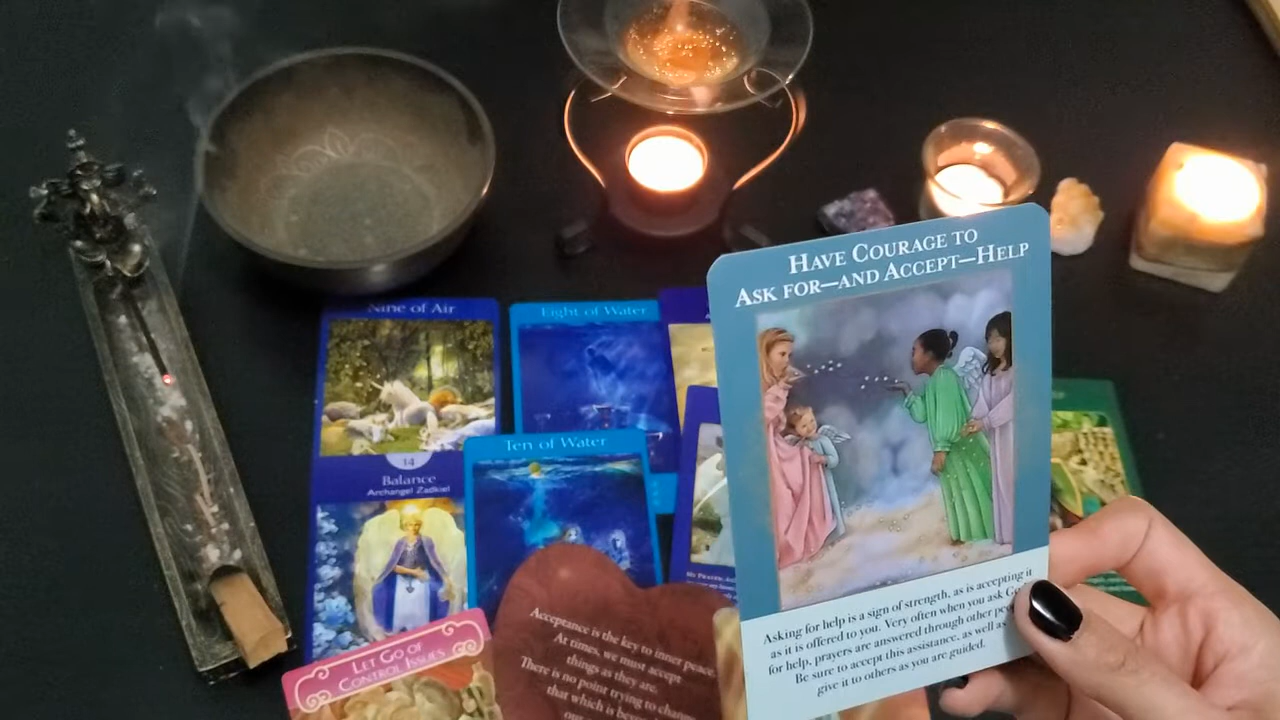 Nine of Air
Eight of Water
14
Balance
Archangel Zadkiel
Ten of Water
HAVE COURAGE TO
ASK FOR—AND ACCEPT—HELP
Asking for help is a sign of strength, as is accepting it
as it is offered to you. Very often when you ask
for help, prayers are answered through other
Be sure to accept this assistance, as well as
give it to others as you are guided.
LET GO OF
CONTROL ISSUES
Acceptance is the key to inner peace.
At times, we must accept
things as they are.
There is no point trying to change
that which is
MY PRAYER: